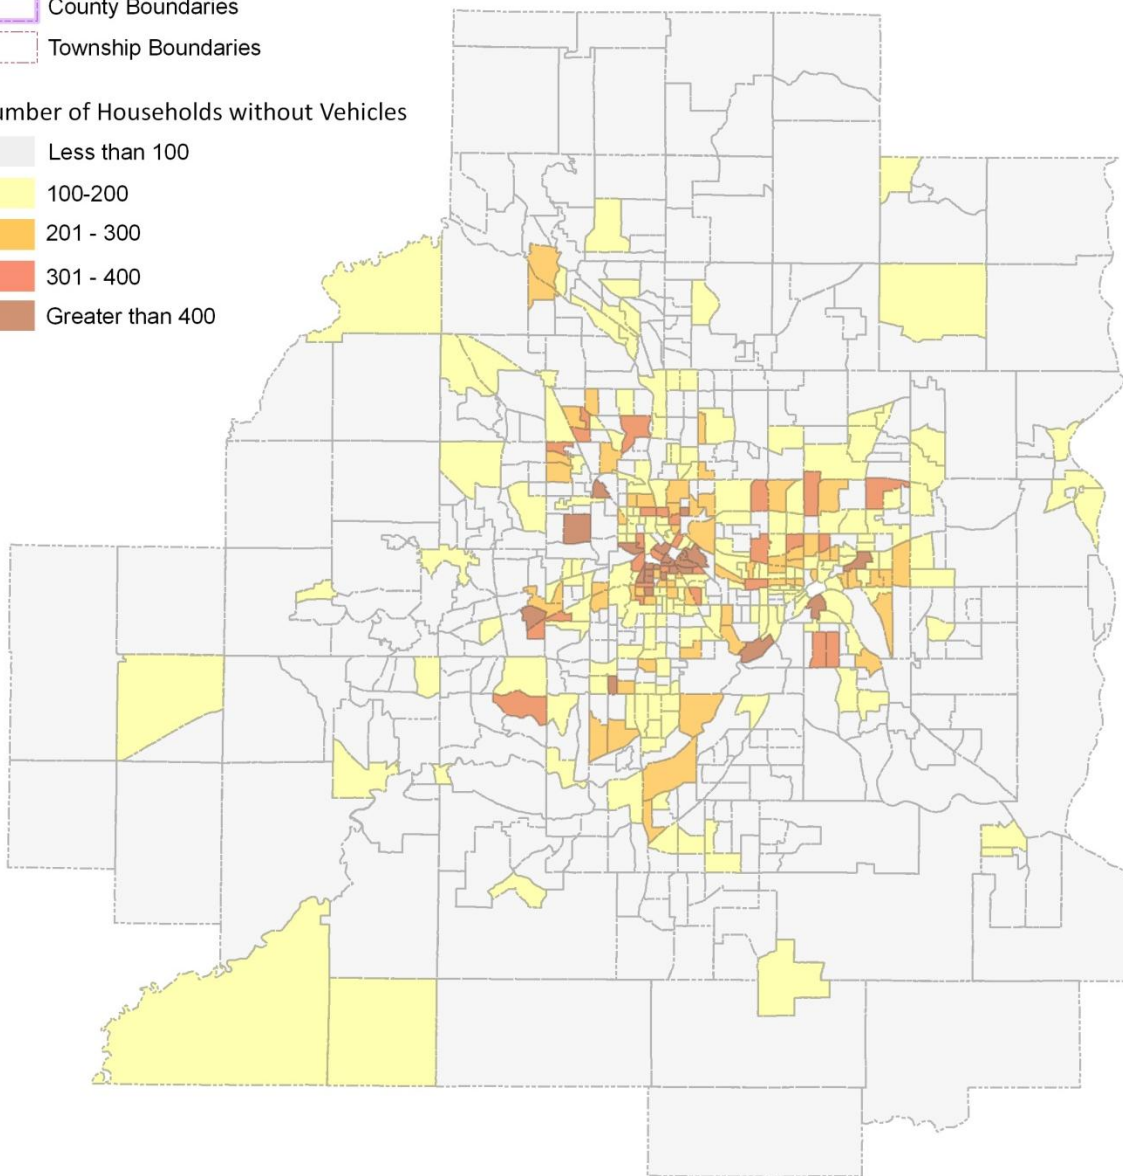 County Boundaries
Township Boundaries
umber of Households without Vehicles
Less than 100
100-200
201 - 300
301 - 400
Greater than 400